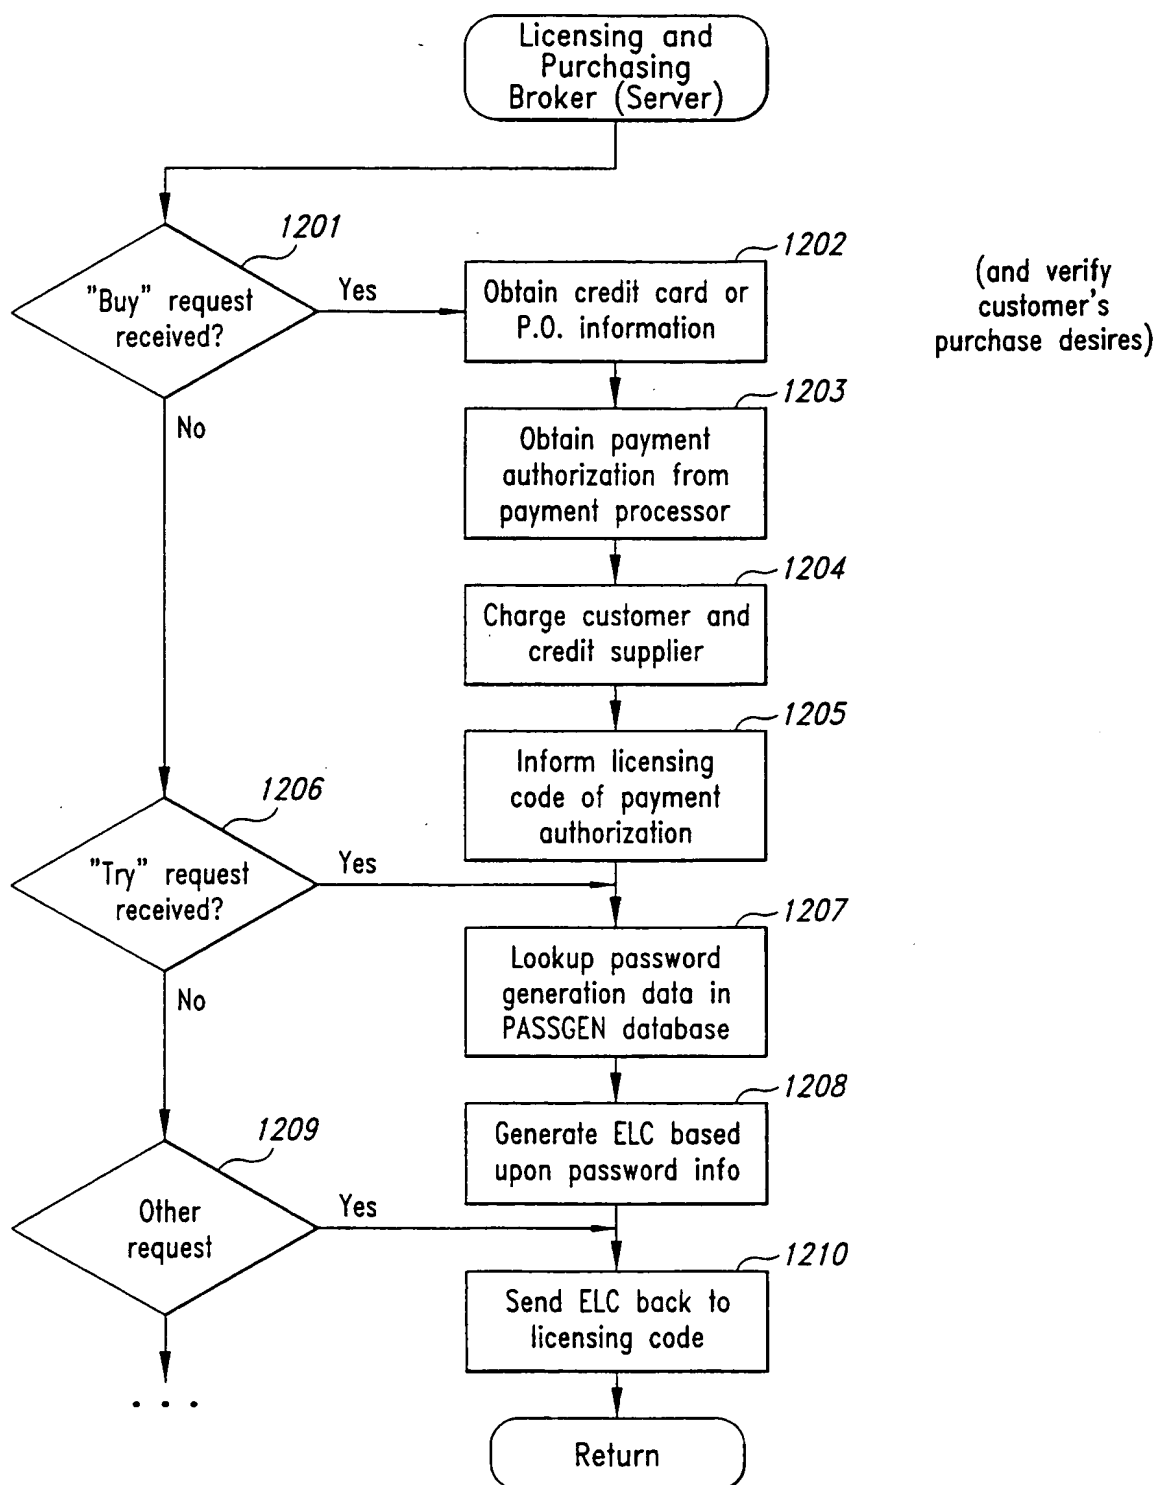 Licensing and
Purchasing
Broker (Server)
1201
"Buy" request
received?
Yes
No
1202
Obtain credit card or
P.O. information
(and verify
customer's
purchase desires)
1203
Obtain payment
authorization from
payment processor
1204
Charge customer and
credit supplier
1205
Inform licensing
code of payment
authorization
1206
"Try" request
received?
Yes
No
1207
Lookup password
generation data in
PASSGEN database
1208
Generate ELC based
upon password info
1209
Other
request
Yes
. . .
1210
Send ELC back to
licensing code
Return